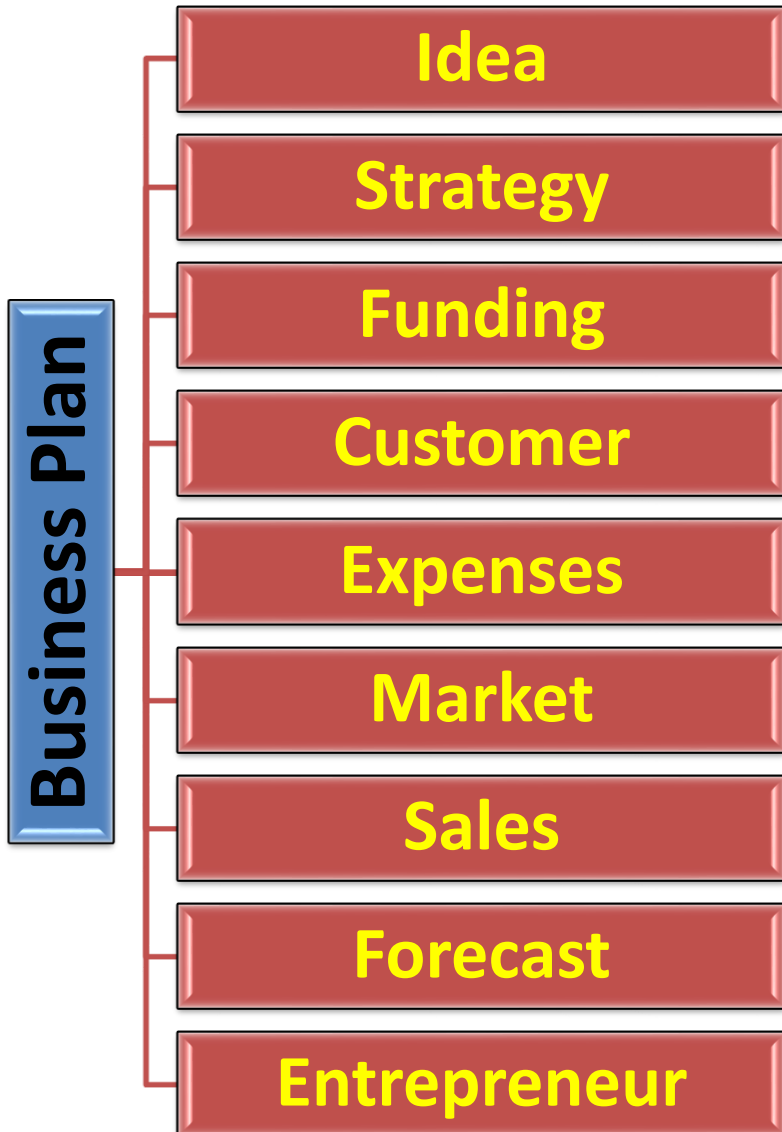 Business Plan
Idea
Strategy
Funding
Customer
Expenses
Market
Sales
Forecast
Entrepreneur